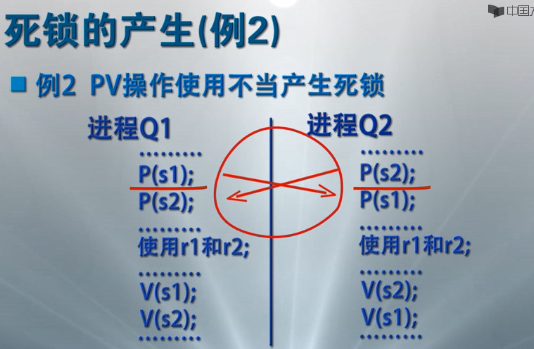 中国
死锁的产生(例2)
例2 PV操作使用不当产生死锁
进程Q1
………
P(s1);
P(s2);
………
使用r1和r2;
………
V(s1);
V(s2);
………
进程Q2
………
P(s2);
P(s1);
………
使用r1和r2;
………
V(s2);
V(s1);
………